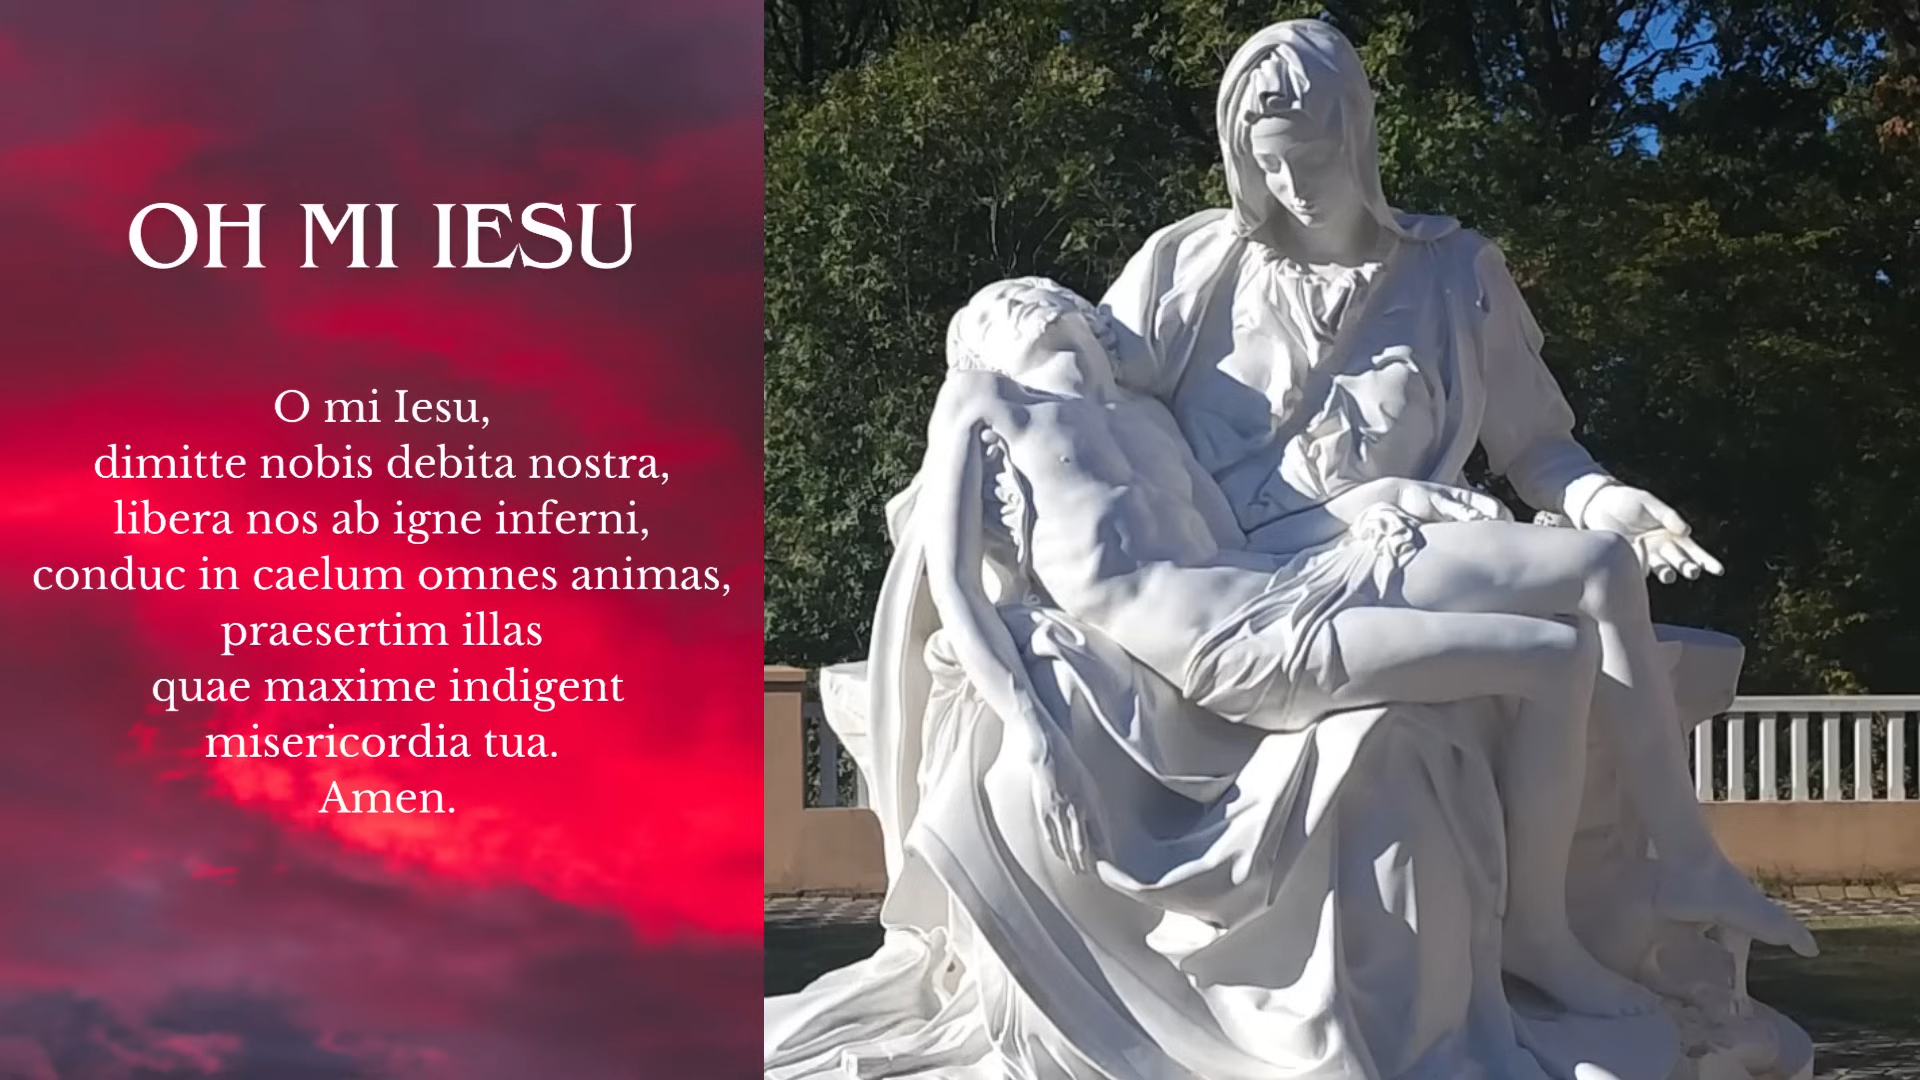 OH MI IESU
O mi Iesu,
dimitte nobis debita nostra,
libera nos ab igne inferni,
conduc in caelum omnes animas,
praesertim illas
quae maxime indigent
misericordia tua.
Amen.